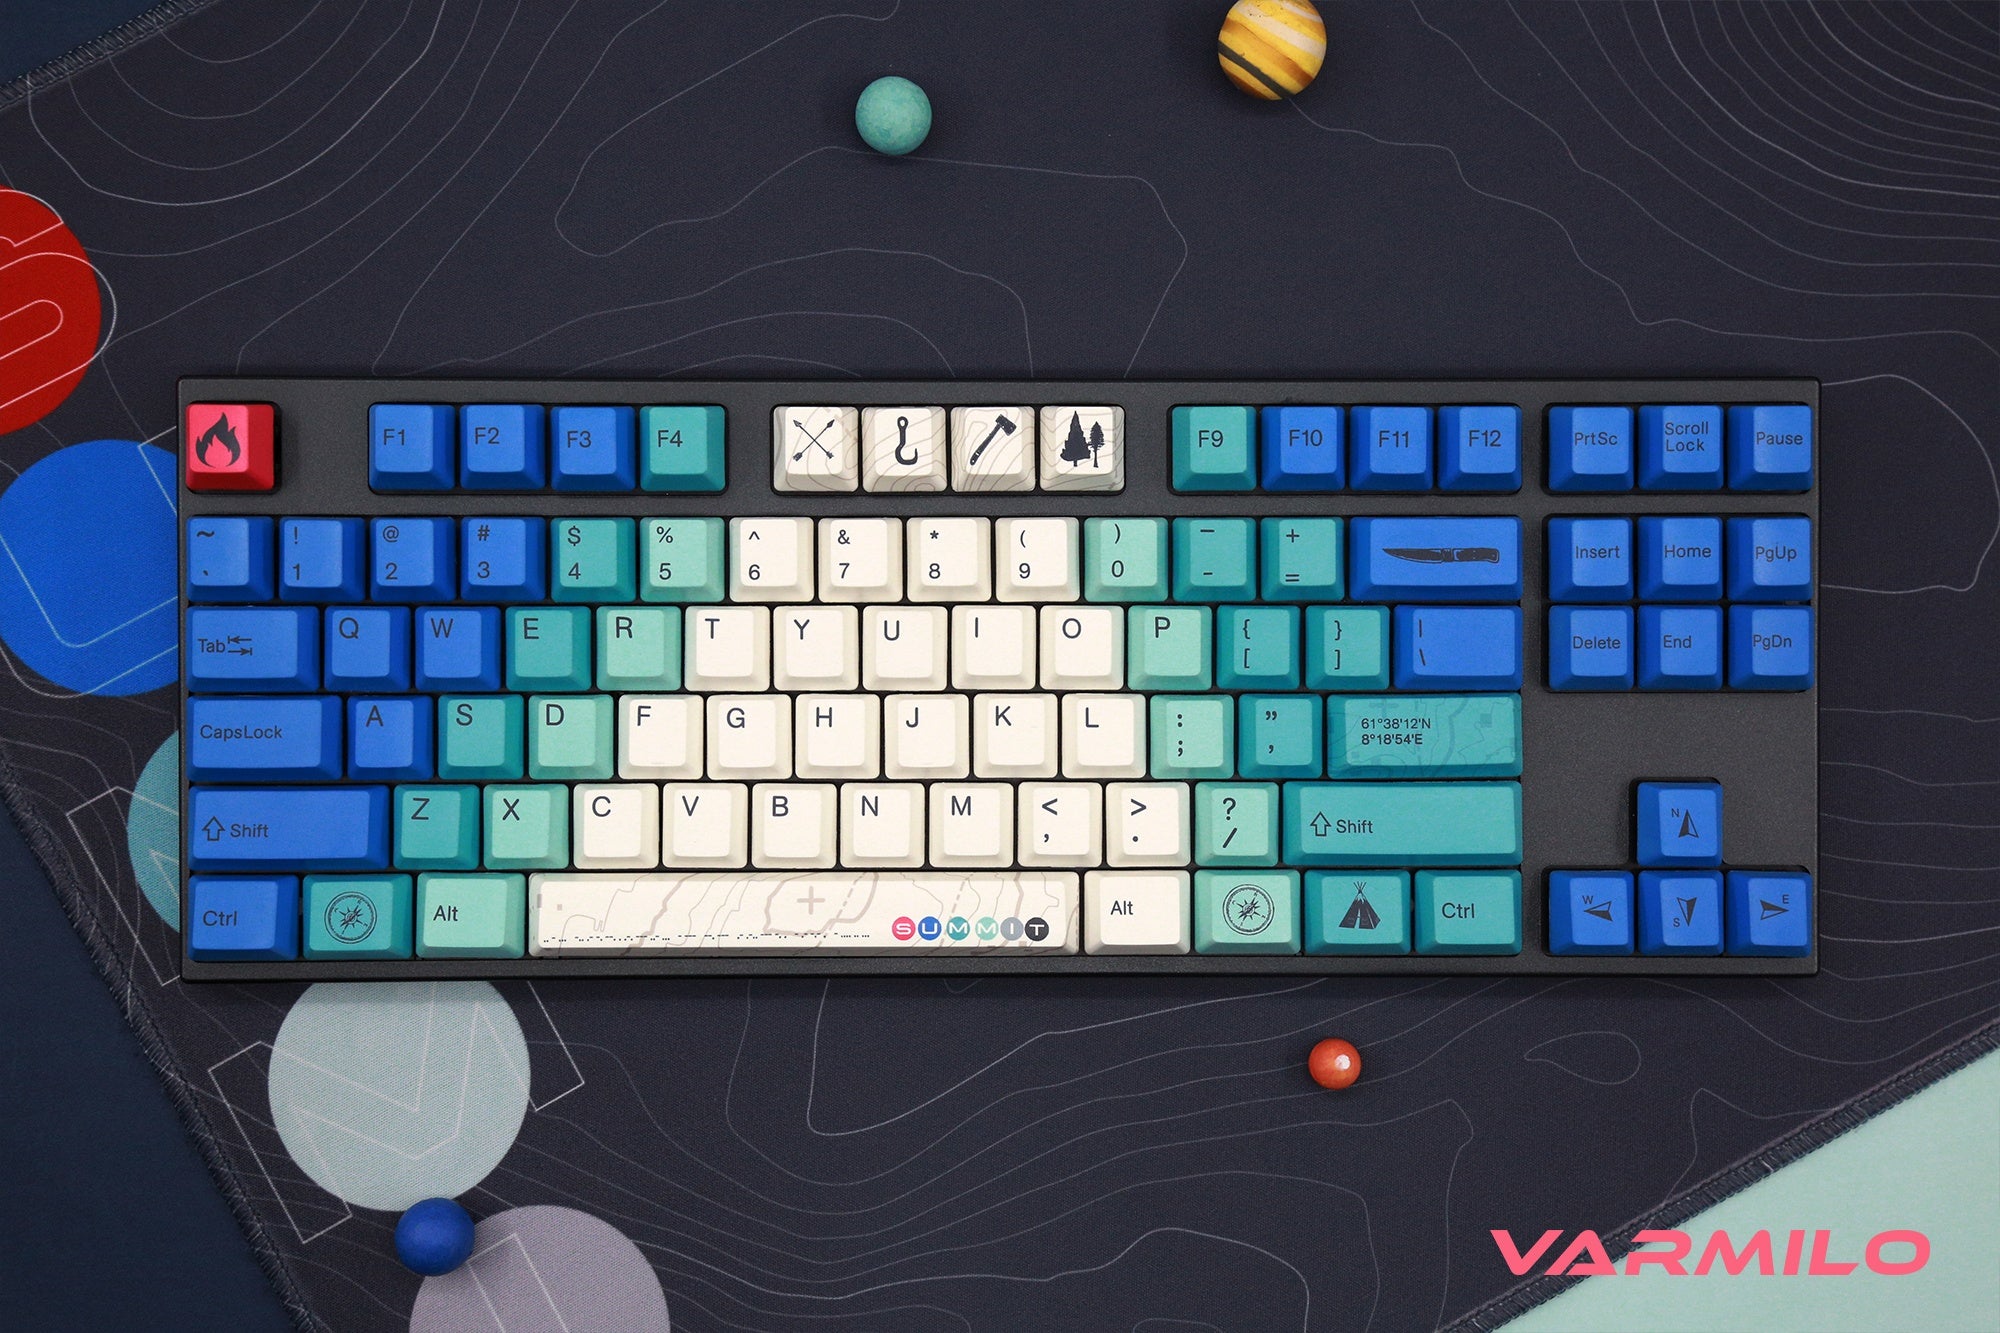 F1 F2 F3 F4 F9 F10 F11 F12 PrtSc Scroll Lock Pause
~ ` ! 1 @ 2 # 3 $ 4 % 5 ^ 6 & 7 * 8 ( 9 ) 0 – - + = Insert Home PgUp
Tab Q W E R T Y U I O P { [ } ] | \ Delete End PgDn
CapsLock A S D F G H J K L : ; " ' 61°38'12"N
8°18'54'E
Shift Z X C V B N M < , > . ? / Shift N
Ctrl Alt SUMMIT Alt Ctrl W S E
VARMILO